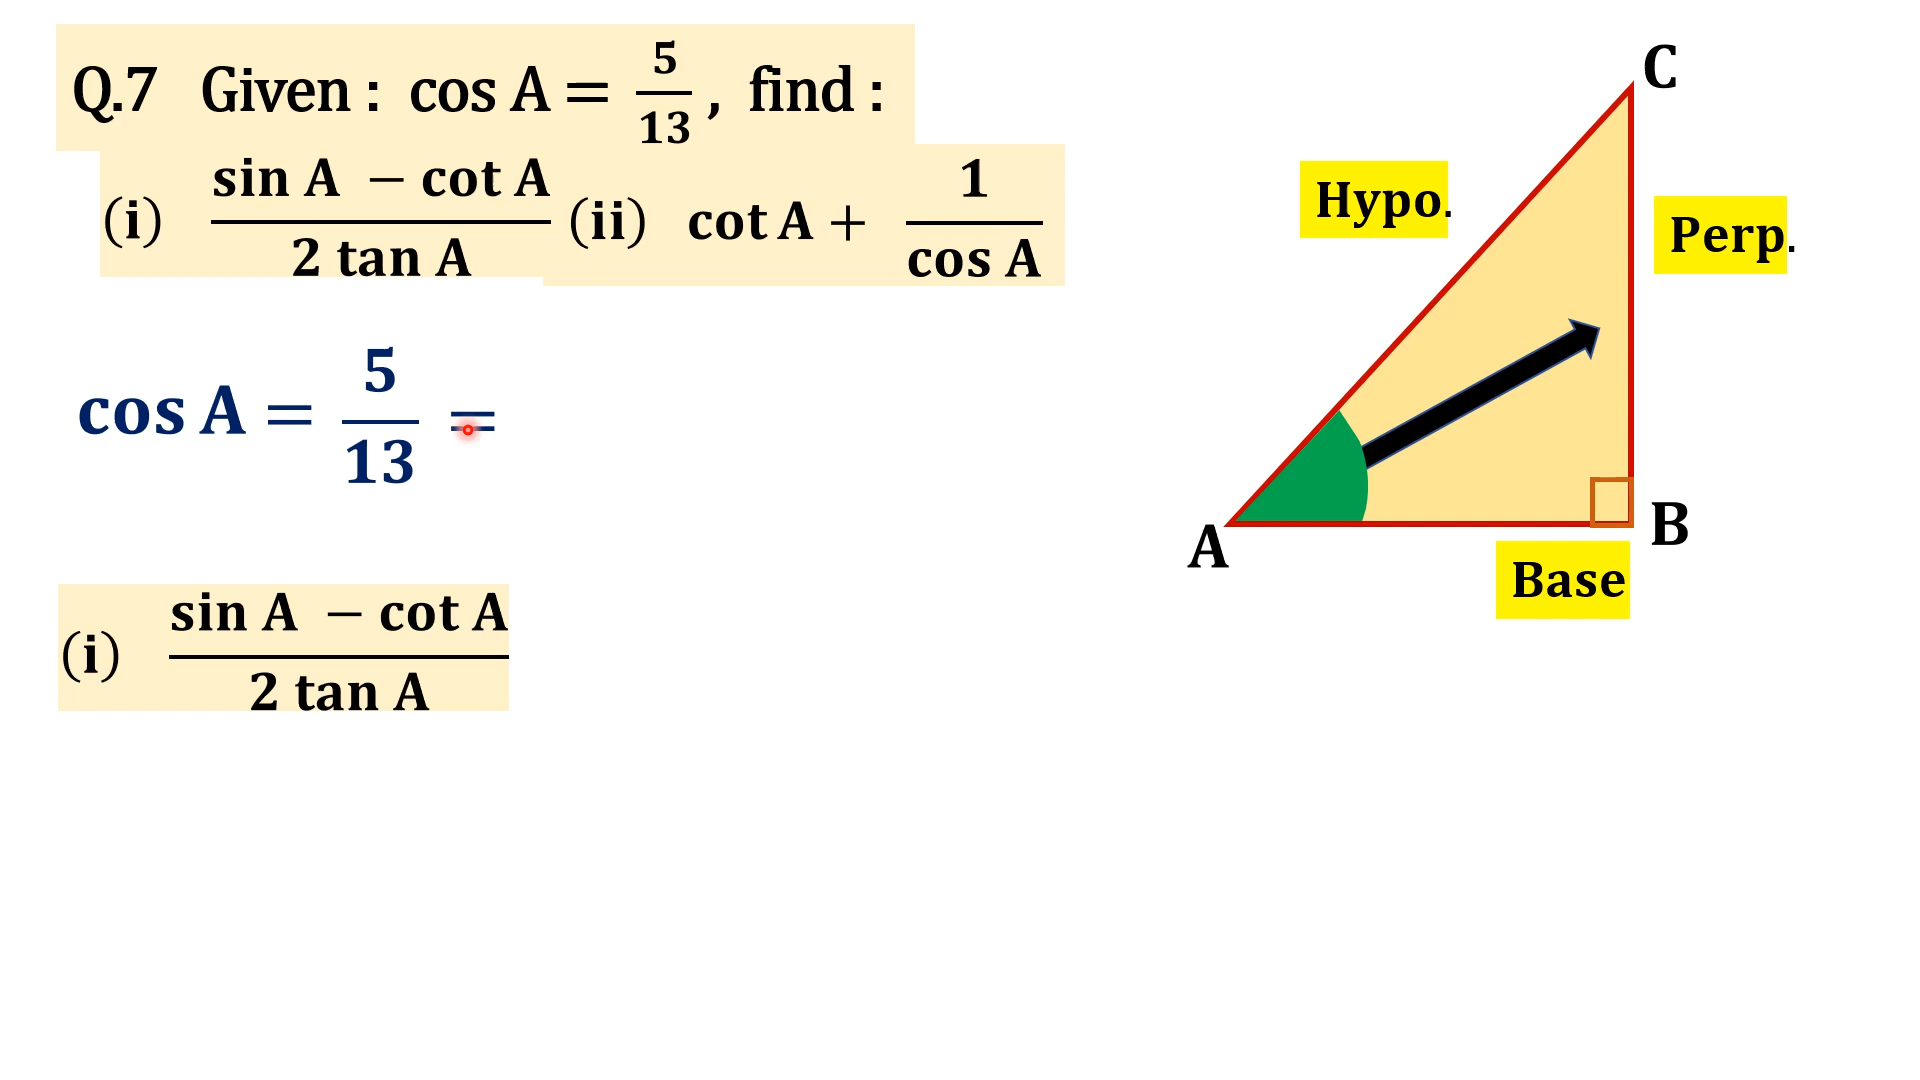 Q.7 Given : cos A = 5/13 , find :
(i) sin A − cot A / 2 tan A (ii) cot A + 1 / cos A
cos A = 5/13 =
(i) sin A − cot A / 2 tan A
C
Hypo.
Perp.
A
B
Base